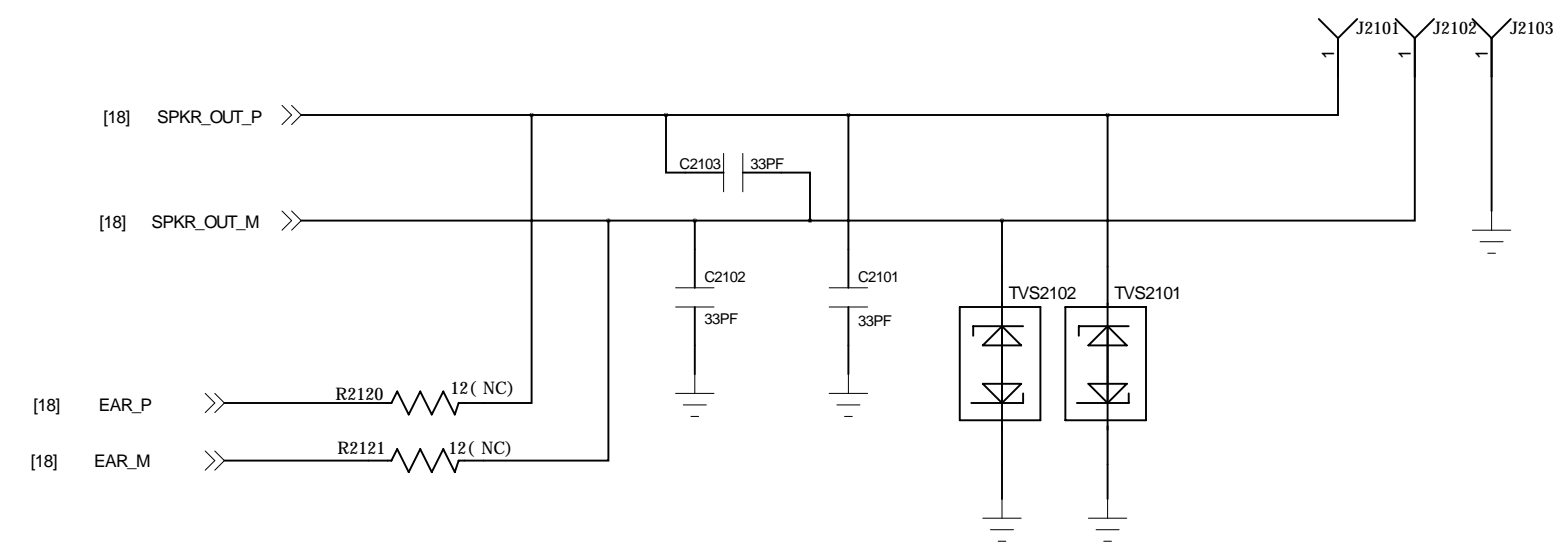 J2101 J2102 J2103
1 1 1
[18] SPKR_OUT_P
C2103 33PF
[18] SPKR_OUT_M
C2102 C2101
TVS2102 TVS2101
33PF 33PF
R2120 12( NC)
[18] EAR_P
R2121 12( NC)
[18] EAR_M